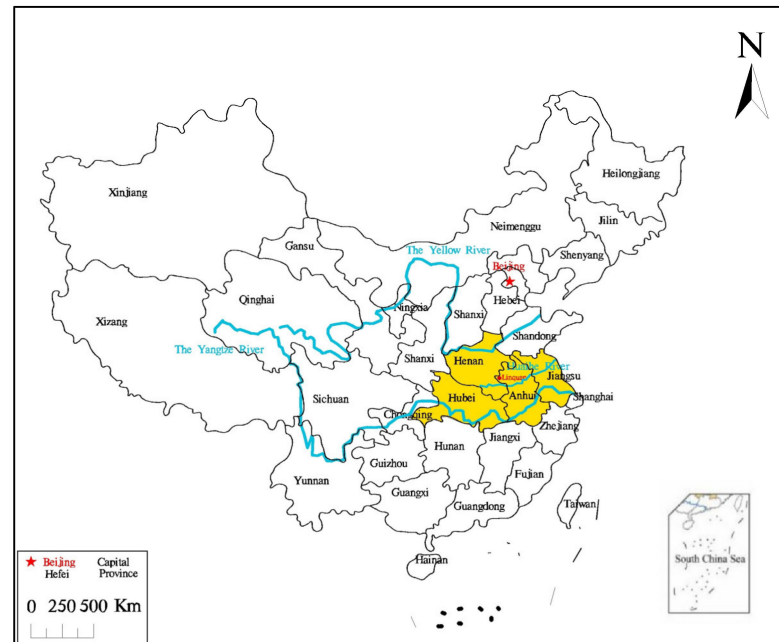 N
Heilongjiang
Xinjiang
Jilin
Neimenggu
Gansu
The Yellow River
Shenyang
Beijing
Qinghai
Hebei
Ningxia
Shanxi
Xizang
Shandong
The Yangtze River
Shanxi
Henan
River
Linquan
Jiangsu
Sichuan
Hubei
Anhui
Shanghai
Chongqing
Zhejiang
Hunan
Jiangxi
Guizhou
Fujian
Yunnan
Guangxi
Guangdong
Taiwan
Hainan
South China Sea
Beijing Capital
Hefei Province
0 250 500 Km